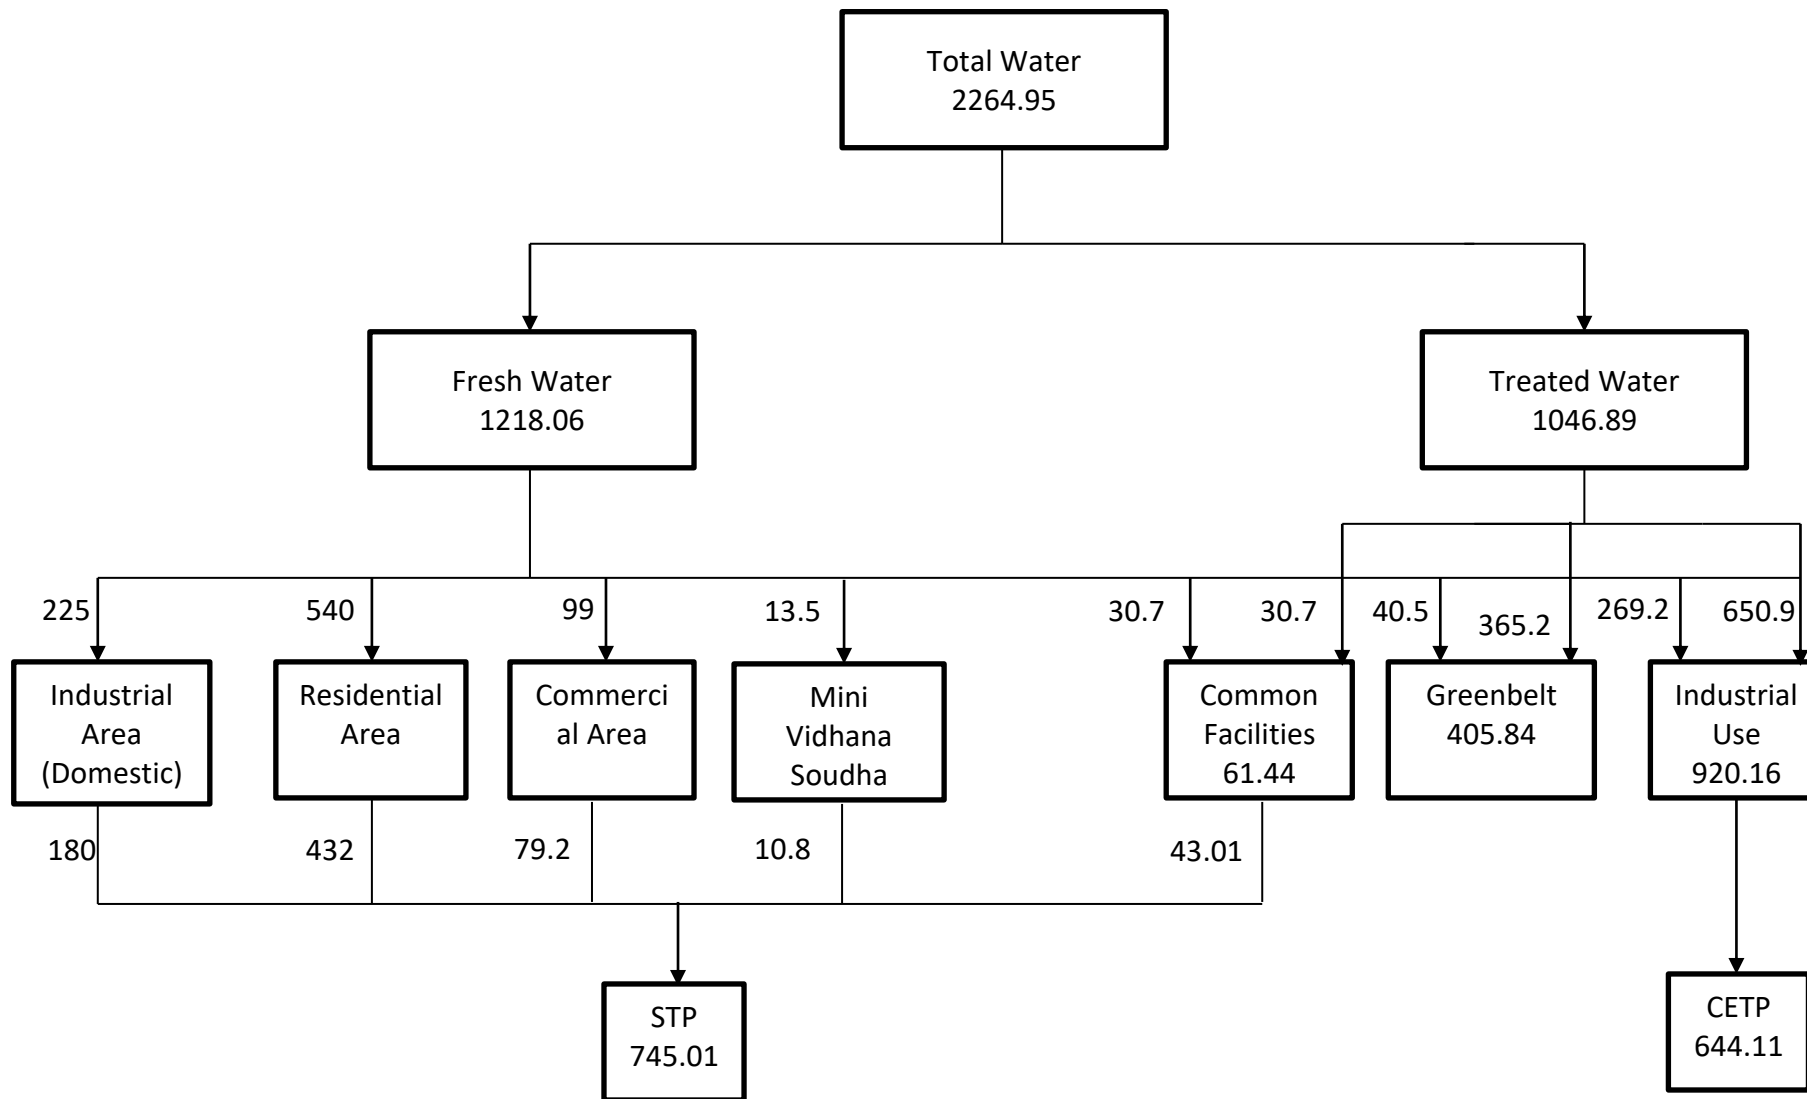 Total Water
2264.95
Fresh Water
1218.06
Treated Water
1046.89
225
540
99
13.5
30.7
30.7
40.5
365.2
269.2
650.9
Industrial
Area
(Domestic)
Residential
Area
Commerci
al Area
Mini
Vidhana
Soudha
Common
Facilities
61.44
Greenbelt
405.84
Industrial
Use
920.16
180
432
79.2
10.8
43.01
STP
745.01
CETP
644.11